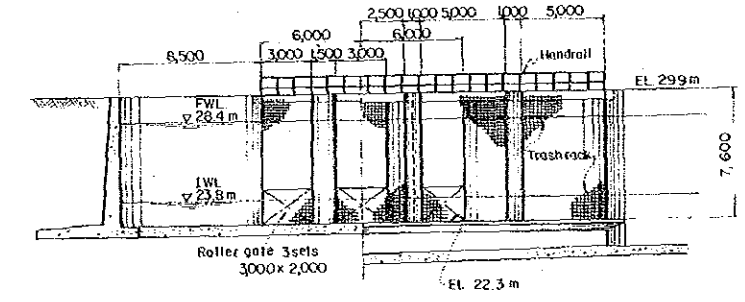 2,500 1,000 5,000 1,000 5,000
6,000 6,000
8,500 3,000 1,500 3,000
Handrail
EL 29.9 m
FWL
28.4 m
Trashrack
7,600
LWL
23.8 m
Roller gate 3 sets
3,000 x 2,000
EL. 22.3 m